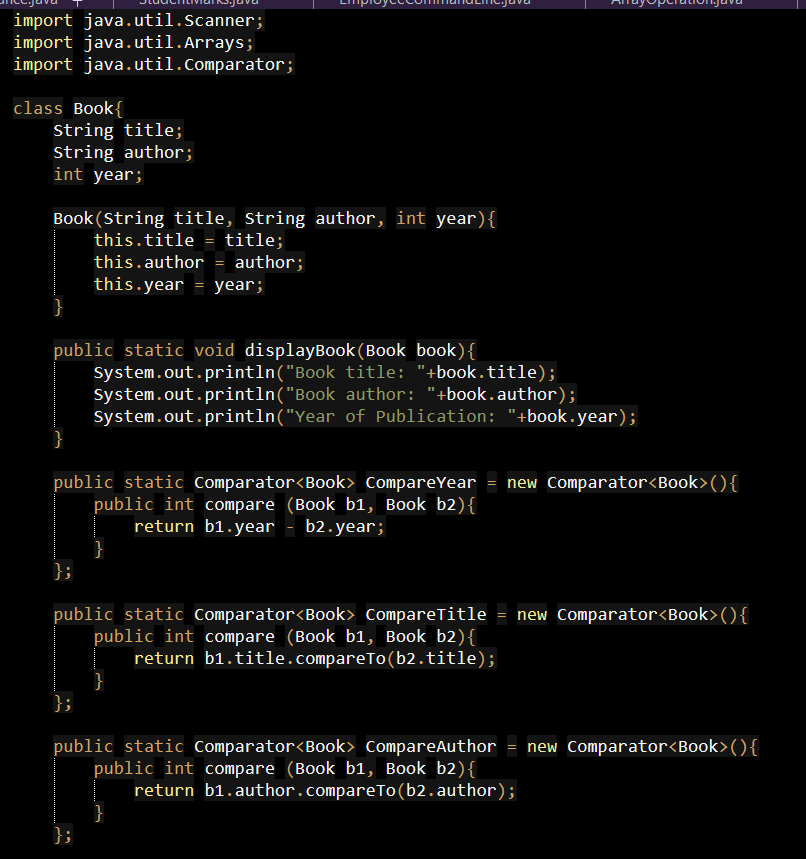 StudentMarks.java EmployeeCommandLine.java ArrayOperation.java
import java.util.Scanner;
import java.util.Arrays;
import java.util.Comparator;

class Book{
    String title;
    String author;
    int year;

    Book(String title, String author, int year){
        this.title = title;
        this.author = author;
        this.year = year;
    }

    public static void displayBook(Book book){
        System.out.println("Book title: "+book.title);
        System.out.println("Book author: "+book.author);
        System.out.println("Year of Publication: "+book.year);
    }

    public static Comparator<Book> CompareYear = new Comparator<Book>(){
        public int compare (Book b1, Book b2){
            return b1.year - b2.year;
        }
    };

    public static Comparator<Book> CompareTitle = new Comparator<Book>(){
        public int compare (Book b1, Book b2){
            return b1.title.compareTo(b2.title);
        }
    };

    public static Comparator<Book> CompareAuthor = new Comparator<Book>(){
        public int compare (Book b1, Book b2){
            return b1.author.compareTo(b2.author);
        }
    };